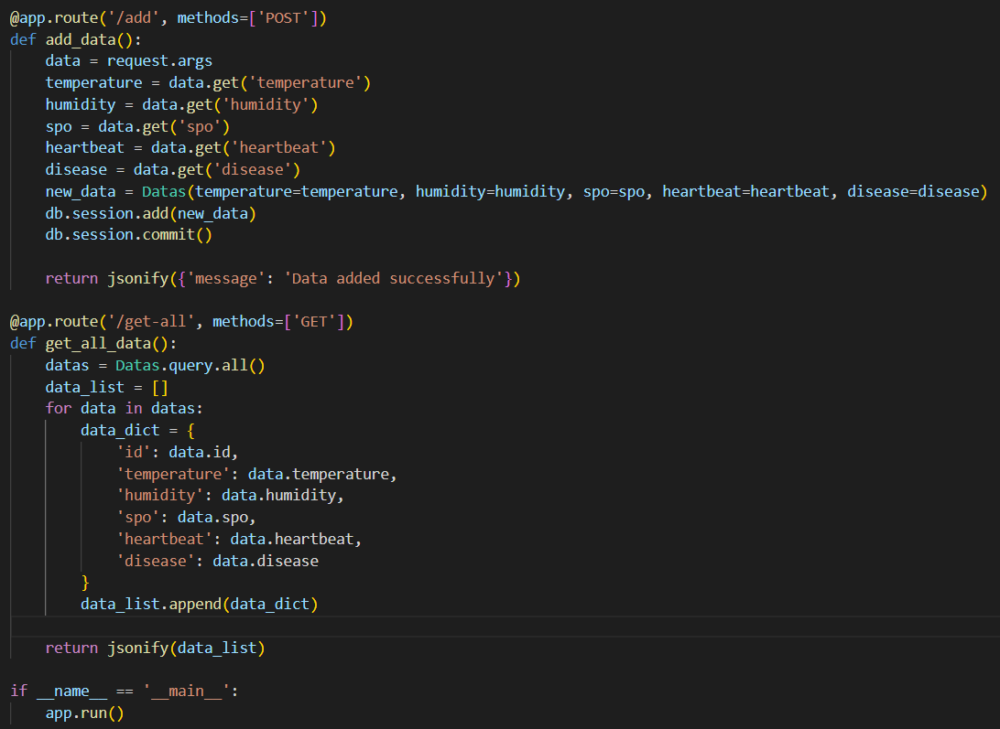 @app.route('/add', methods=['POST'])
def add_data():
    data = request.args
    temperature = data.get('temperature')
    humidity = data.get('humidity')
    spo = data.get('spo')
    heartbeat = data.get('heartbeat')
    disease = data.get('disease')
    new_data = Datas(temperature=temperature, humidity=humidity, spo=spo, heartbeat=heartbeat, disease=disease)
    db.session.add(new_data)
    db.session.commit()

    return jsonify({'message': 'Data added successfully'})

@app.route('/get-all', methods=['GET'])
def get_all_data():
    datas = Datas.query.all()
    data_list = []
    for data in datas:
        data_dict = {
            'id': data.id,
            'temperature': data.temperature,
            'humidity': data.humidity,
            'spo': data.spo,
            'heartbeat': data.heartbeat,
            'disease': data.disease
        }
        data_list.append(data_dict)

    return jsonify(data_list)

if __name__ == '__main__':
    app.run()